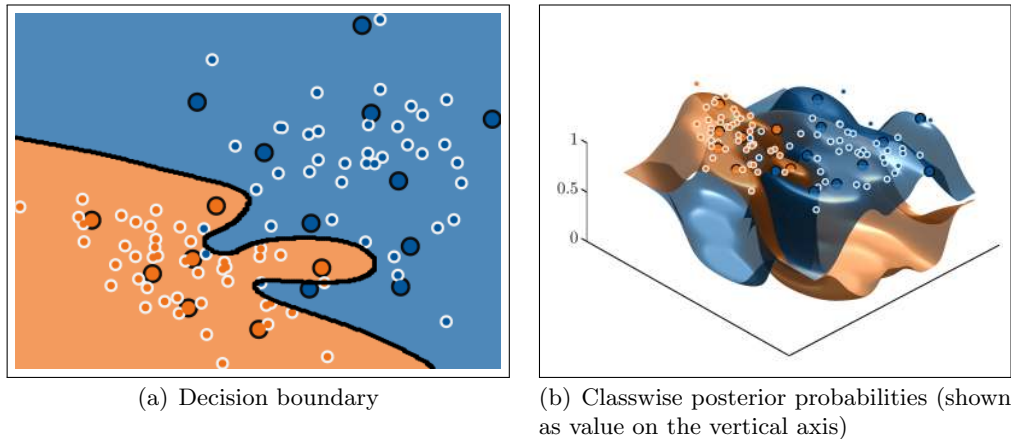 1
0.5
0
(a) Decision boundary
(b) Classwise posterior probabilities (shown
as value on the vertical axis)